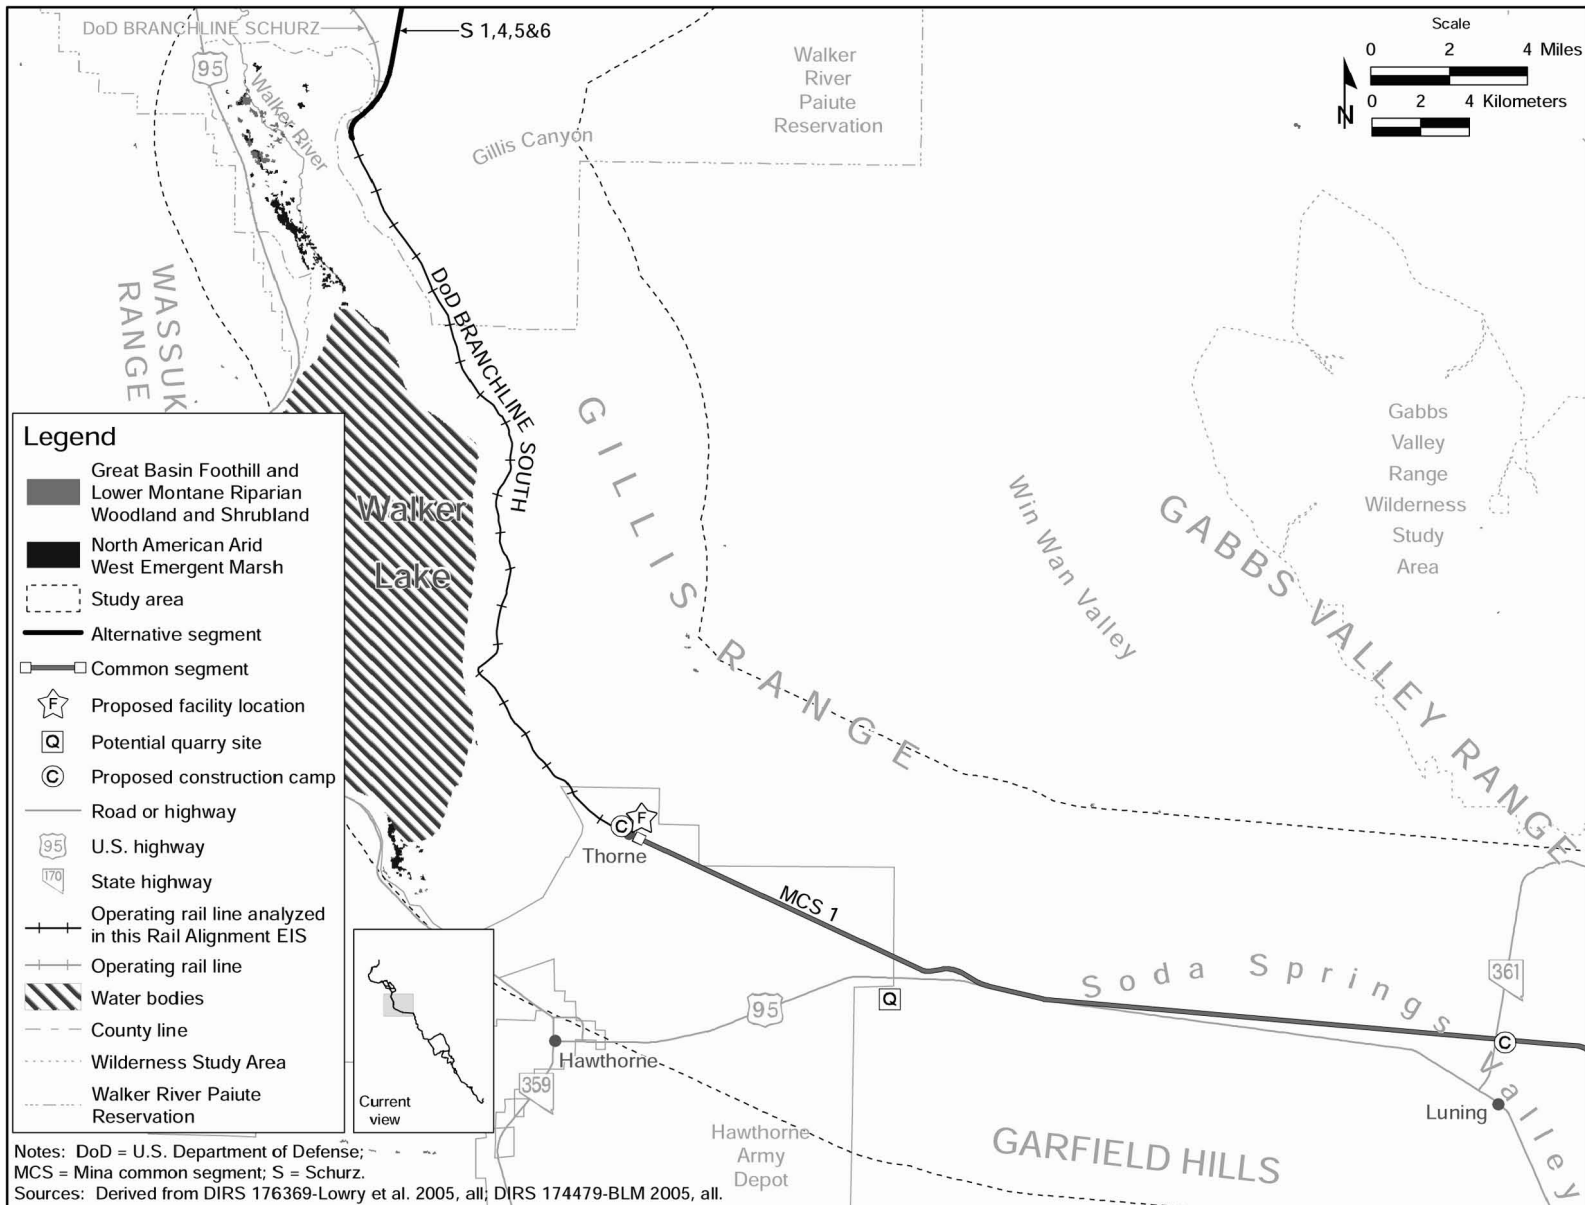 DoD BRANCHLINE SCHURZ
S 1,4,5&6
95
Walker River
Gillis Canyon
Walker
River
Paiute
Reservation
Scale
0 2 4 Miles
0 2 4 Kilometers
N
WASSUK
RANGE
DoD BRANCHLINE SOUTH
GILLIS RANGE
Win Wan Valley
GABBS VALLEY RANGE
Gabbs
Valley
Range
Wilderness
Study
Area
Walker
Lake
Legend
Great Basin Foothill and
Lower Montane Riparian
Woodland and Shrubland
North American Arid
West Emergent Marsh
Study area
Alternative segment
Common segment
F Proposed facility location
Q Potential quarry site
C Proposed construction camp
Road or highway
95 U.S. highway
170 State highway
Operating rail line analyzed
in this Rail Alignment EIS
Operating rail line
Water bodies
County line
Wilderness Study Area
Walker River Paiute
Reservation
C F
Thorne
MCS 1
Q
95
Soda Springs Valley
361
C
Luning
Hawthorne
359
Current
view
Hawthorne
Army
Depot
GARFIELD HILLS
Notes: DoD = U.S. Department of Defense;
MCS = Mina common segment; S = Schurz.
Sources: Derived from DIRS 176369-Lowry et al. 2005, all; DIRS 174479-BLM 2005, all.